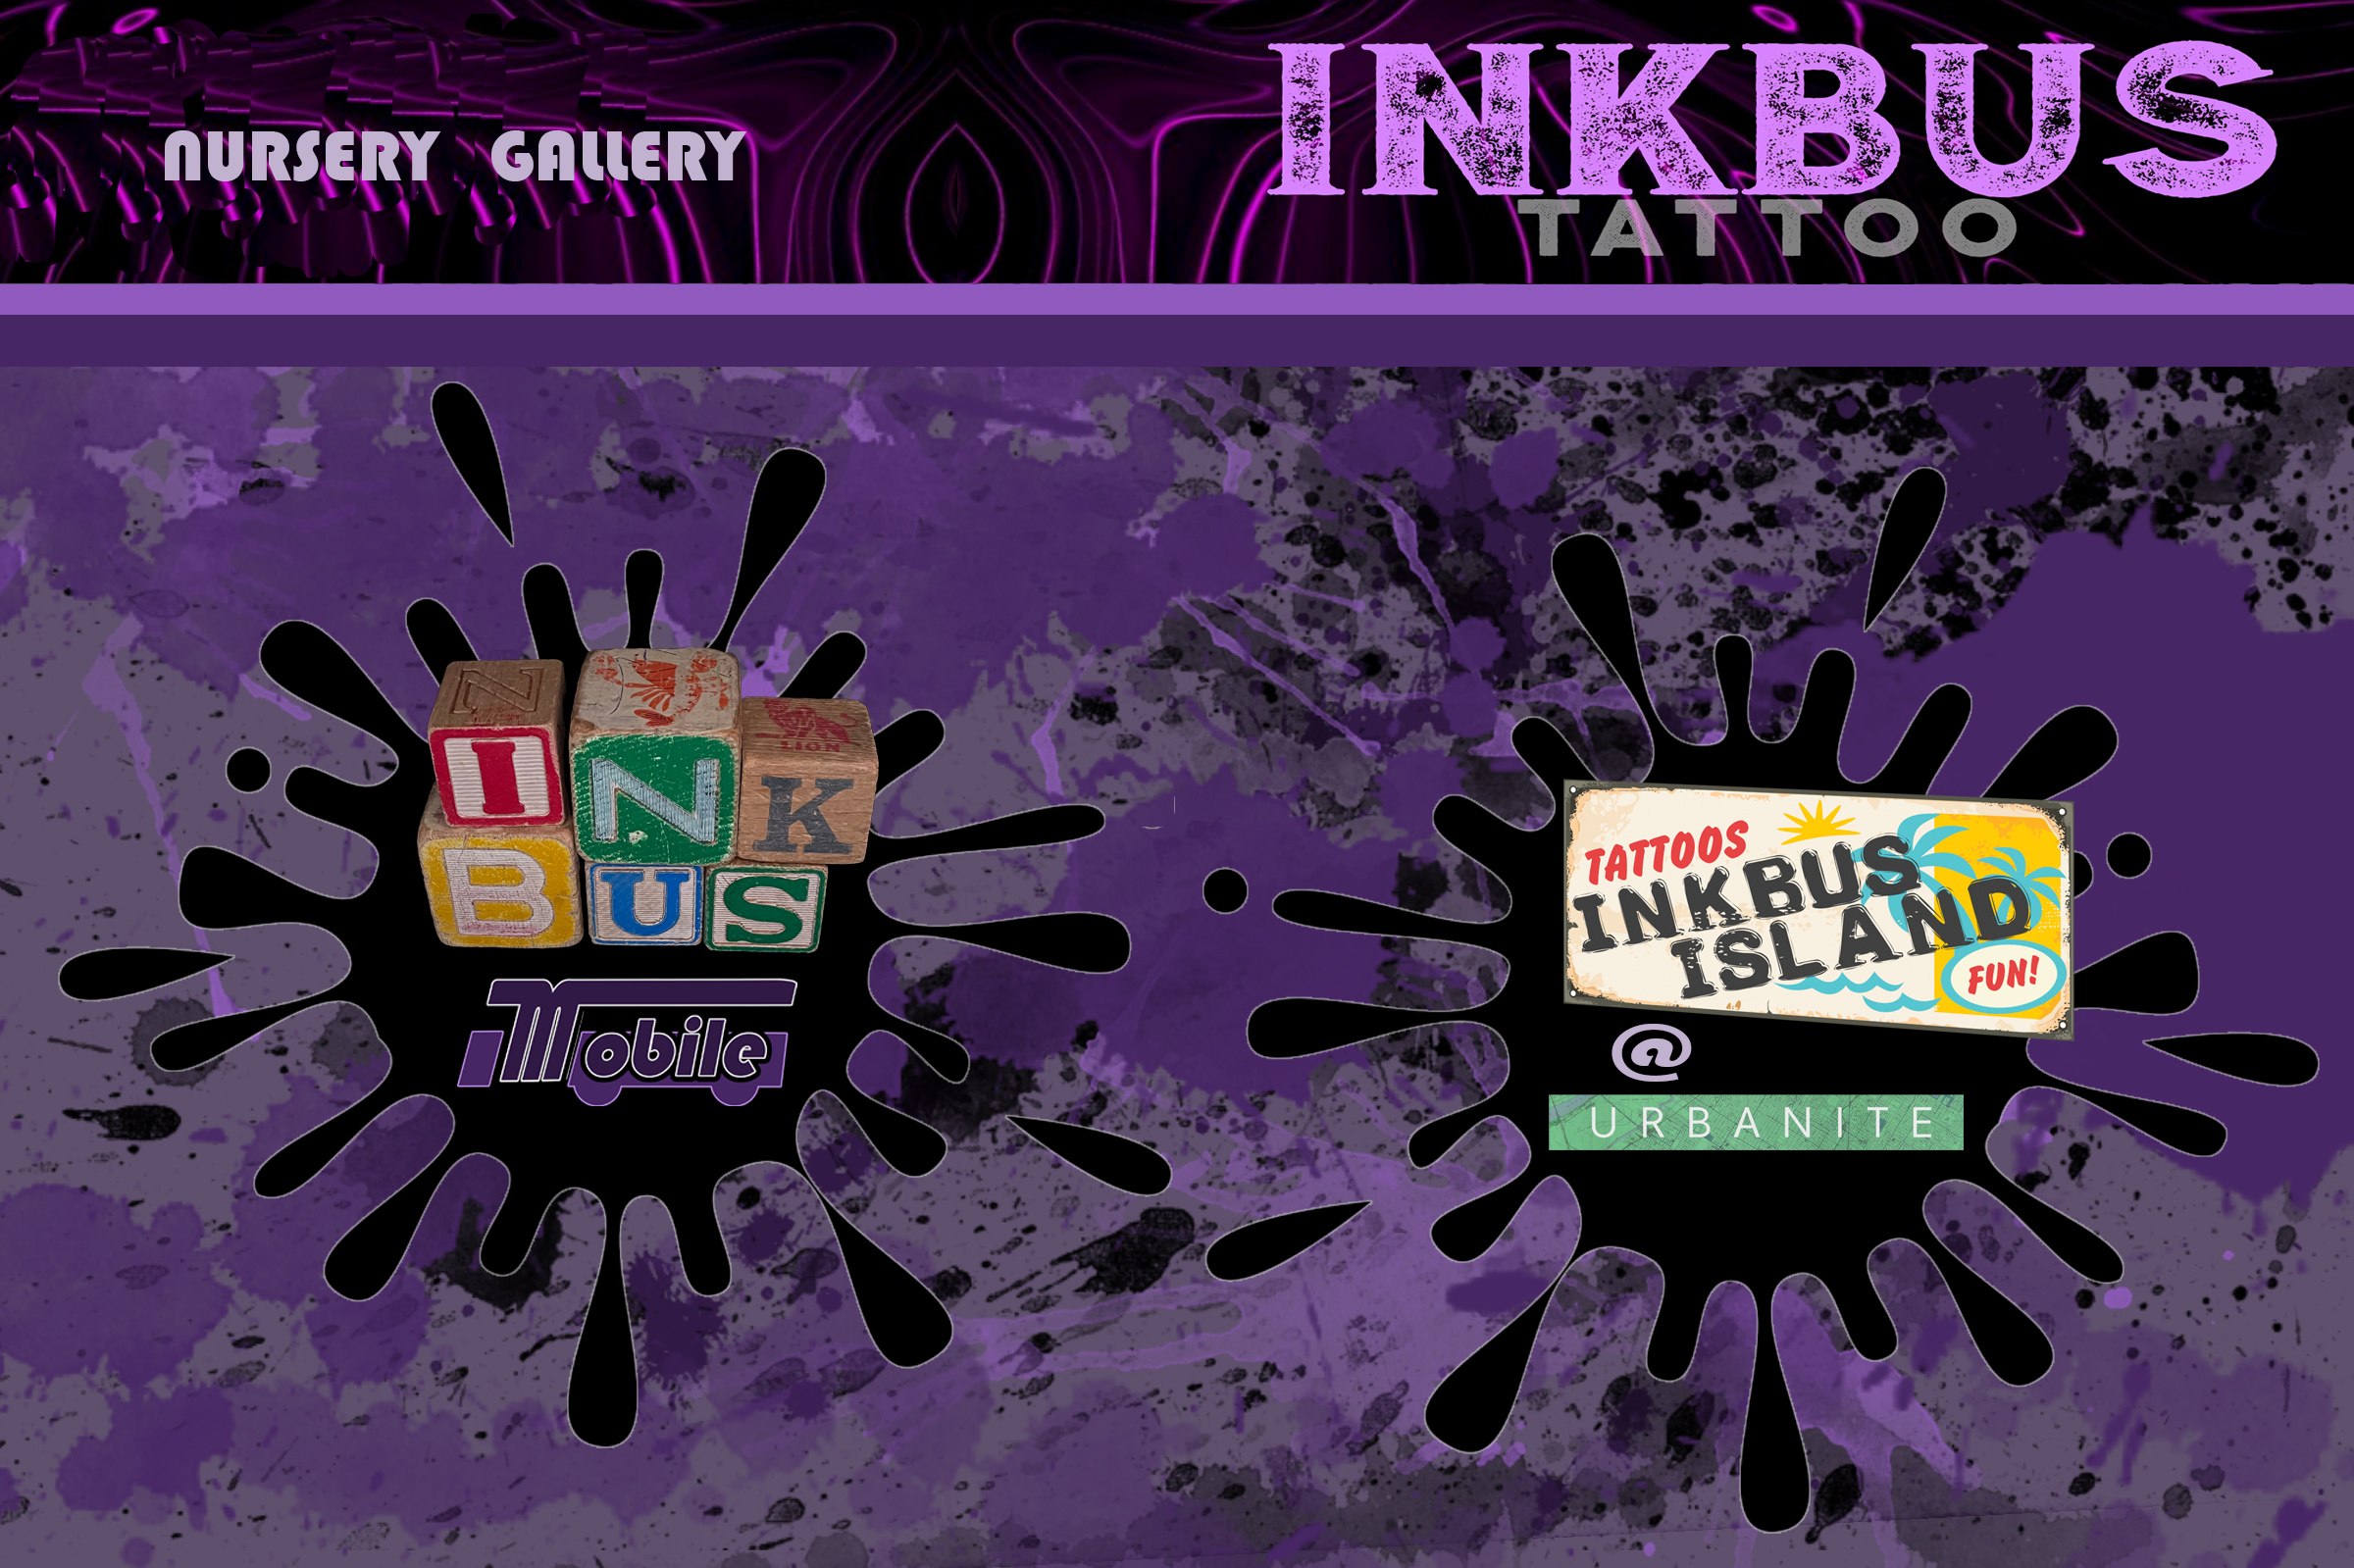 NURSERY GALLERY
INKBUS
TATTOO
N
I N K
LION
B U S
Mobile
TATTOOS
INKBUS
ISLAND
FUN!
@
URBANITE